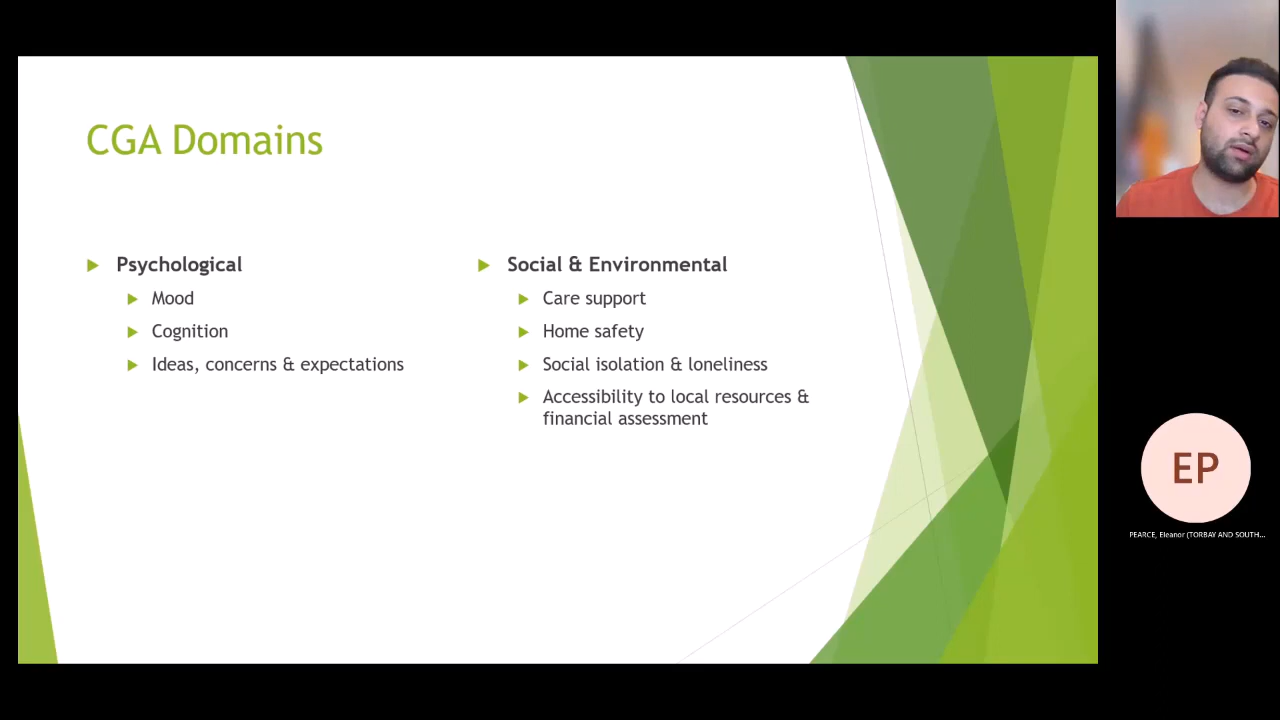 CGA Domains
Psychological
Mood
Cognition
Ideas, concerns & expectations
Social & Environmental
Care support
Home safety
Social isolation & loneliness
Accessibility to local resources &
financial assessment
EP
PEARCE, Eleanor (TORBAY AND SOUTH...